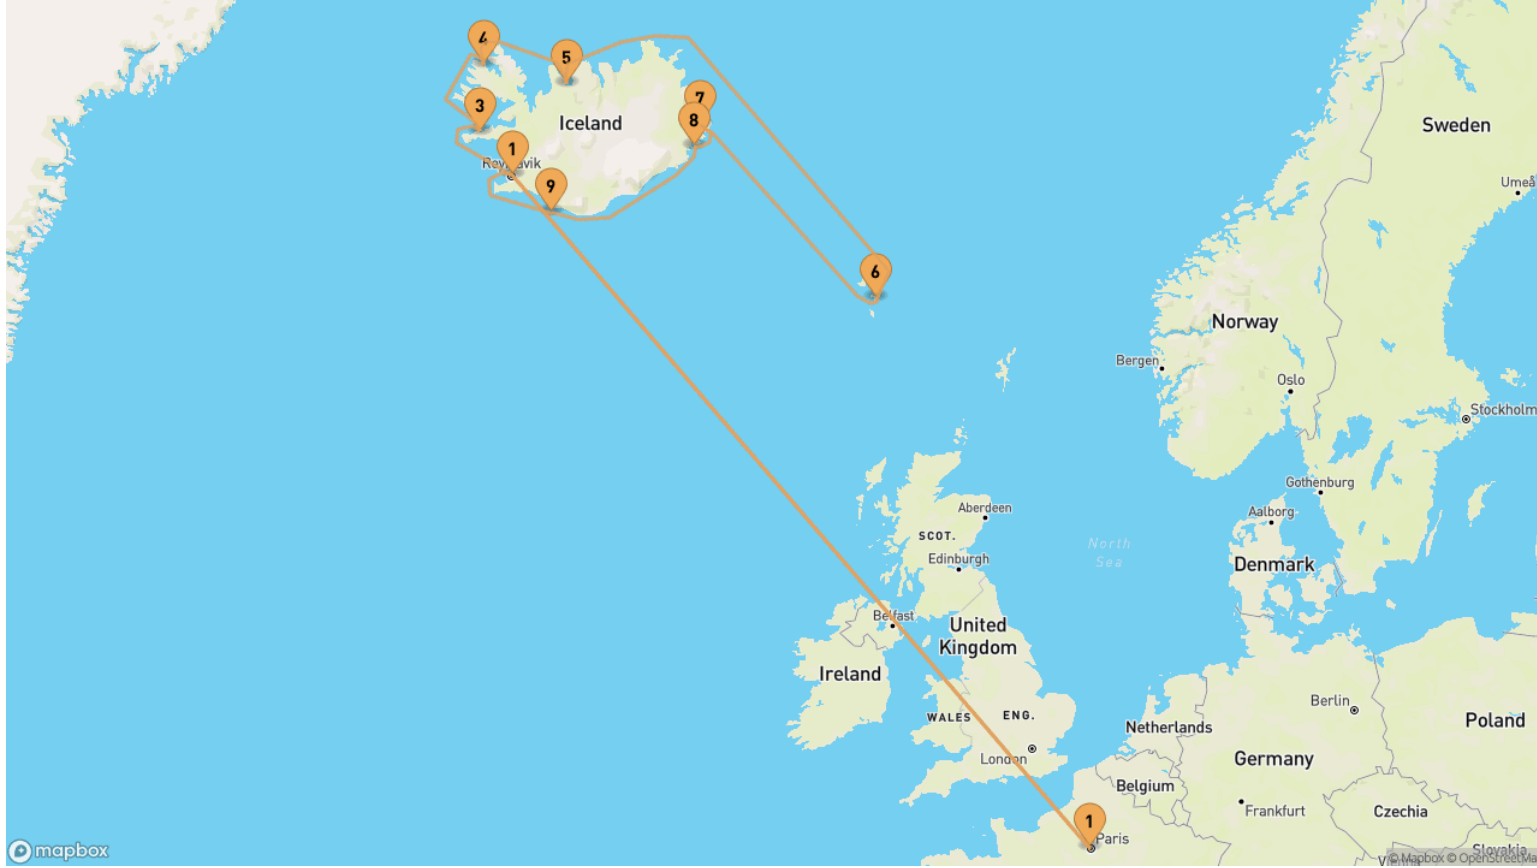 4
5
7
3
8
Iceland
Sweden
1
Reykjavik
Umeå
9
6
Norway
Bergen
Oslo
Stockholm
Gothenburg
Aberdeen
Aalborg
SCOT.
North
Sea
Edinburgh
Denmark
Belfast
United
Kingdom
Ireland
Berlin
WALES
ENG.
Netherlands
Poland
London
Germany
Belgium
Frankfurt
Czechia
1
Paris
mapbox
Slovakia
© Mapbox © OpenStreetMa